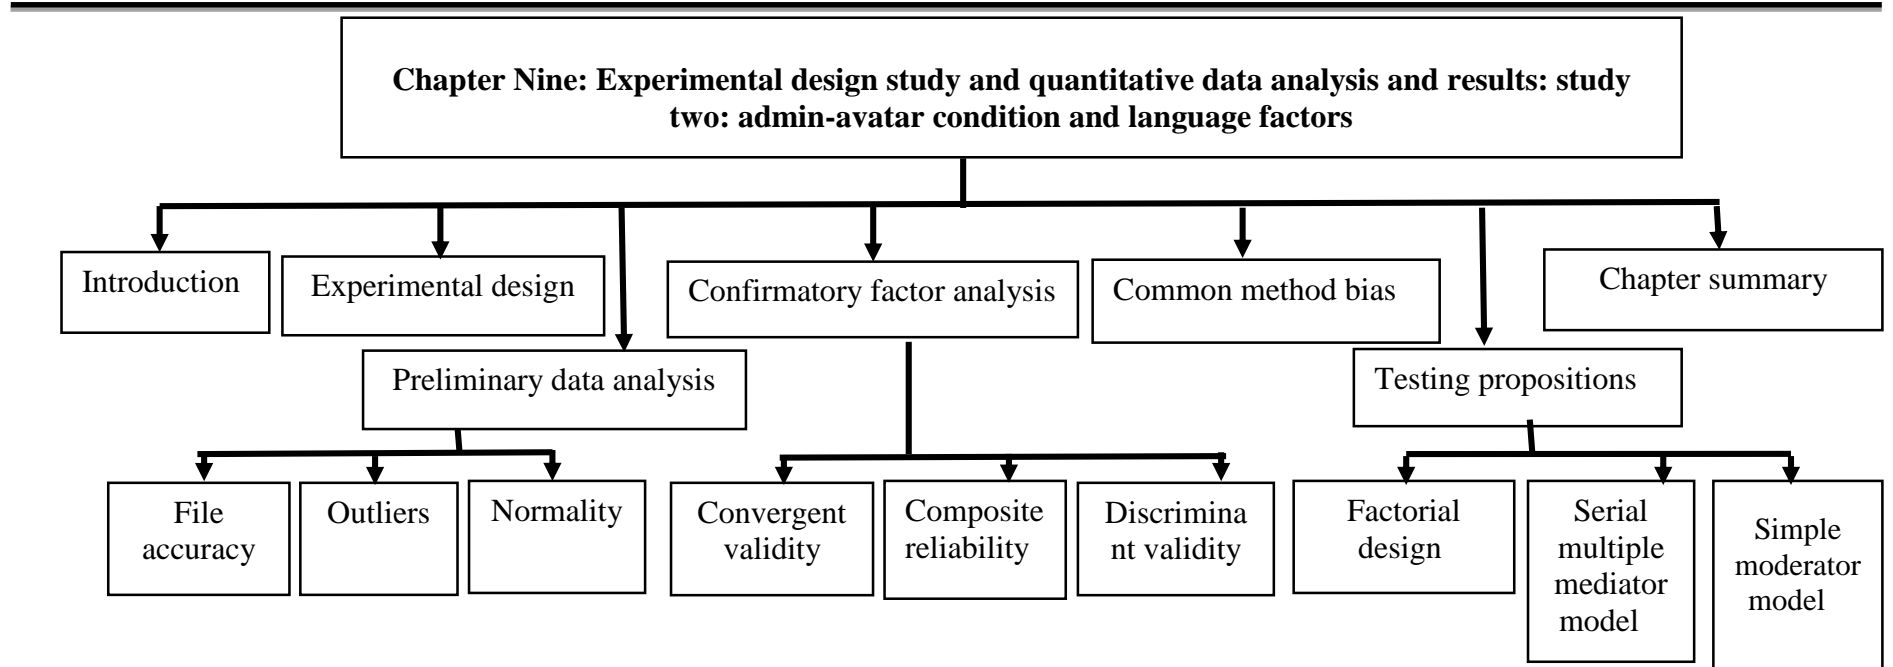 Chapter Nine: Experimental design study and quantitative data analysis and results: study
two: admin-avatar condition and language factors
Introduction
Experimental design
Confirmatory factor analysis
Common method bias
Chapter summary
Preliminary data analysis
Testing propositions
File
accuracy
Outliers
Normality
Convergent
validity
Composite
reliability
Discrimina
nt validity
Factorial
design
Serial
multiple
mediator
model
Simple
moderator
model